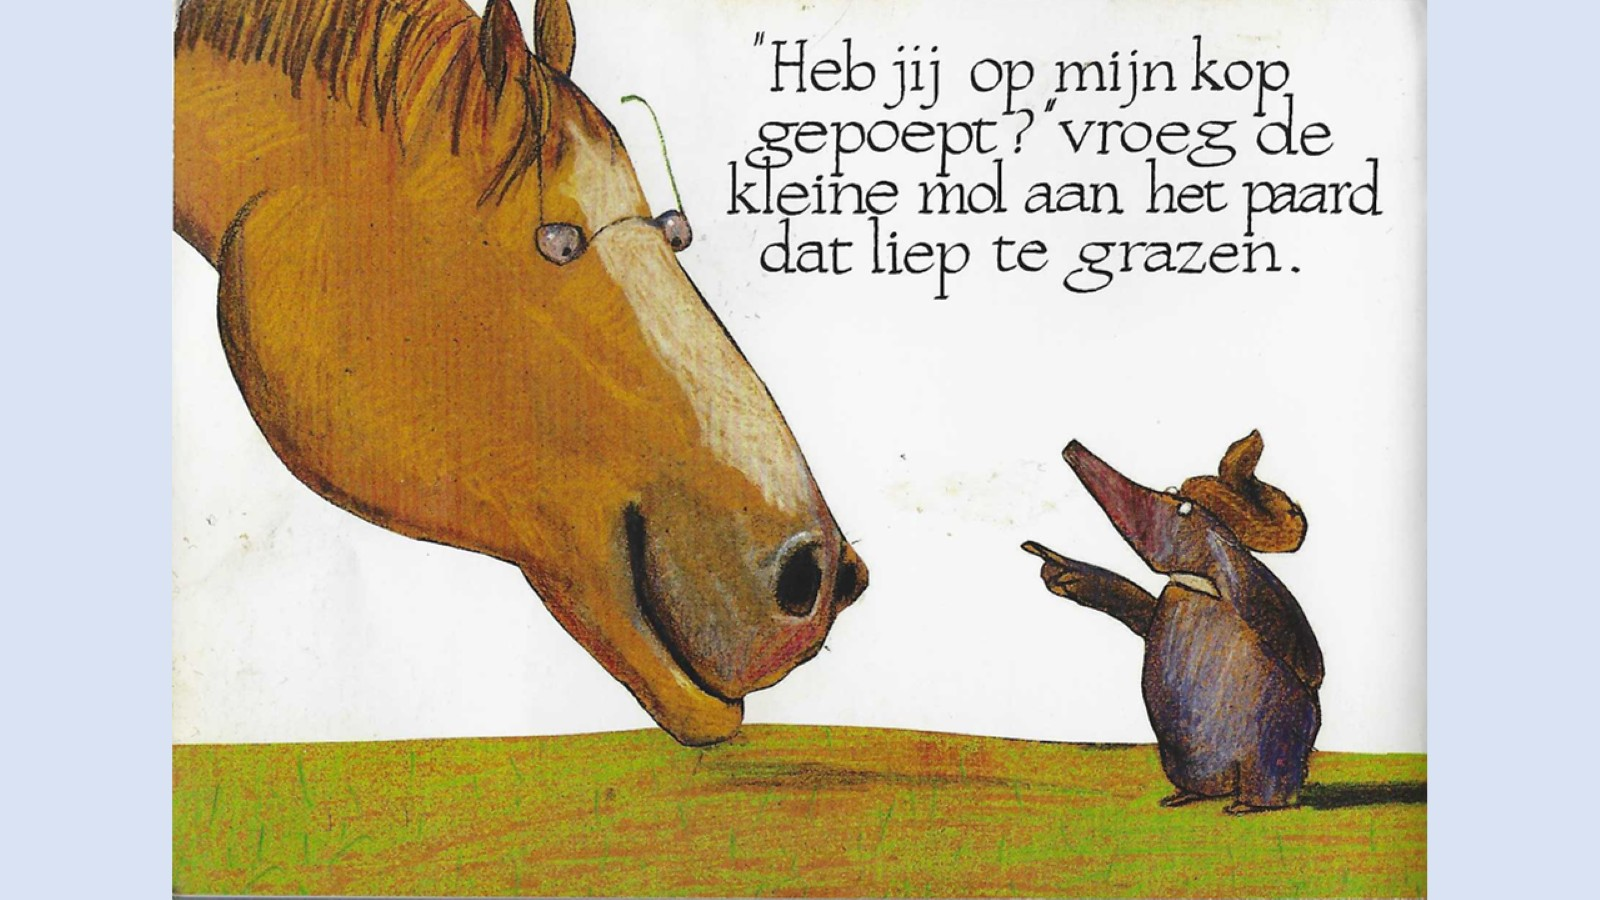 "Heb jij op mijn kop
gepoept?" vroeg de
kleine mol aan het paard
dat liep te grazen.